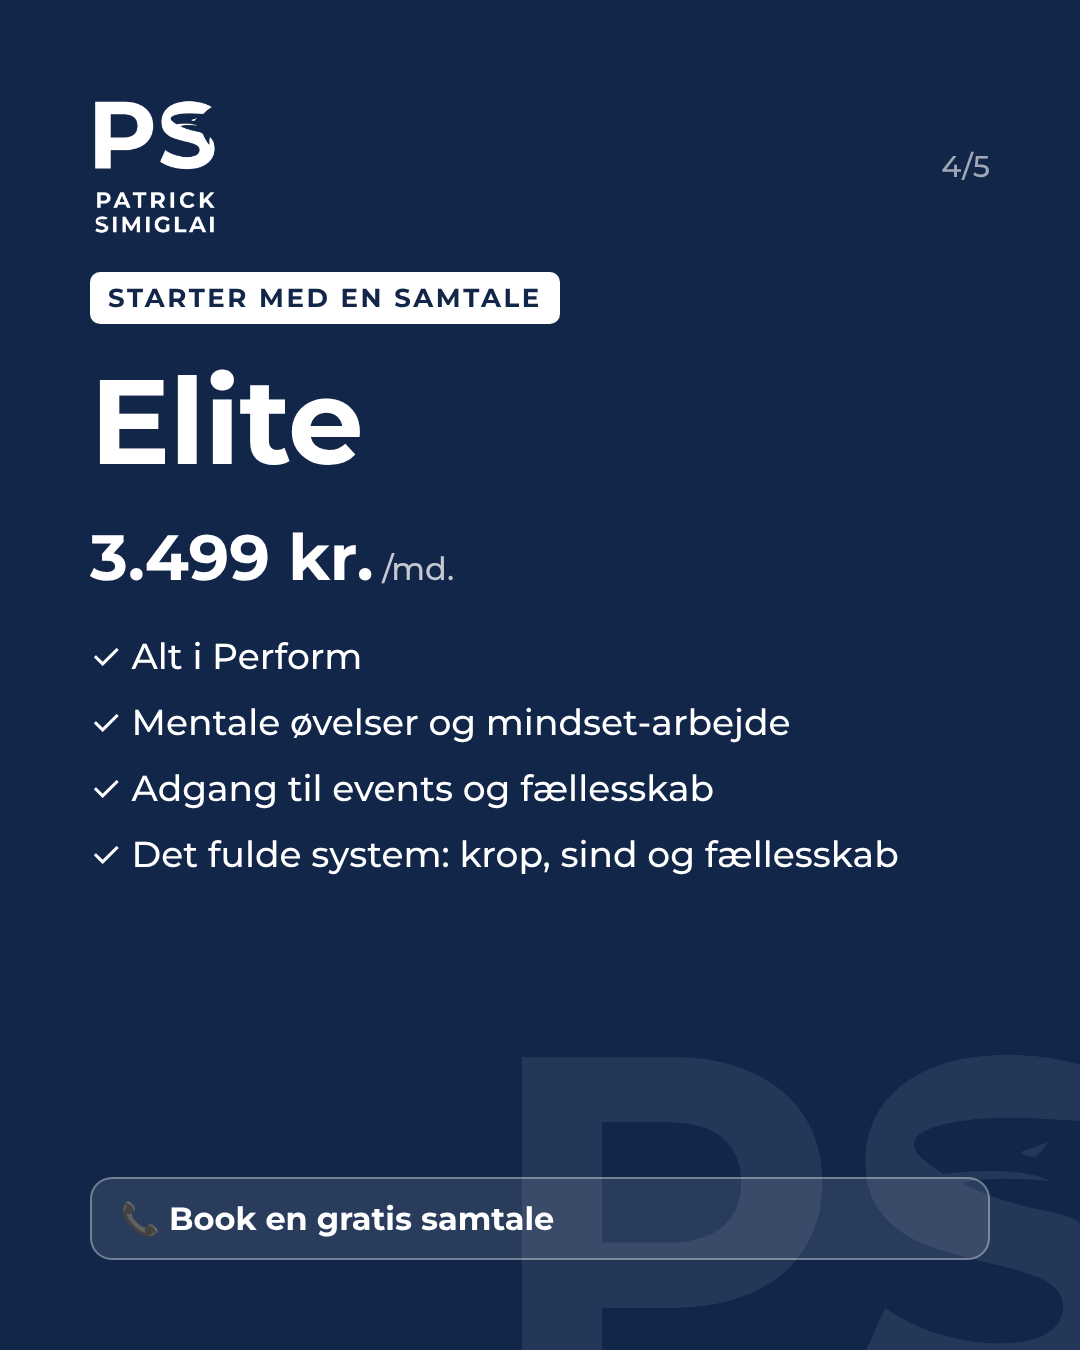 PS
PATRICK
SIMIGLAI
4/5
STARTER MED EN SAMTALE
Elite
3.499 kr. /md.
✓ Alt i Perform
✓ Mentale øvelser og mindset-arbejde
✓ Adgang til events og fællesskab
✓ Det fulde system: krop, sind og fællesskab
📞 Book en gratis samtale
PS